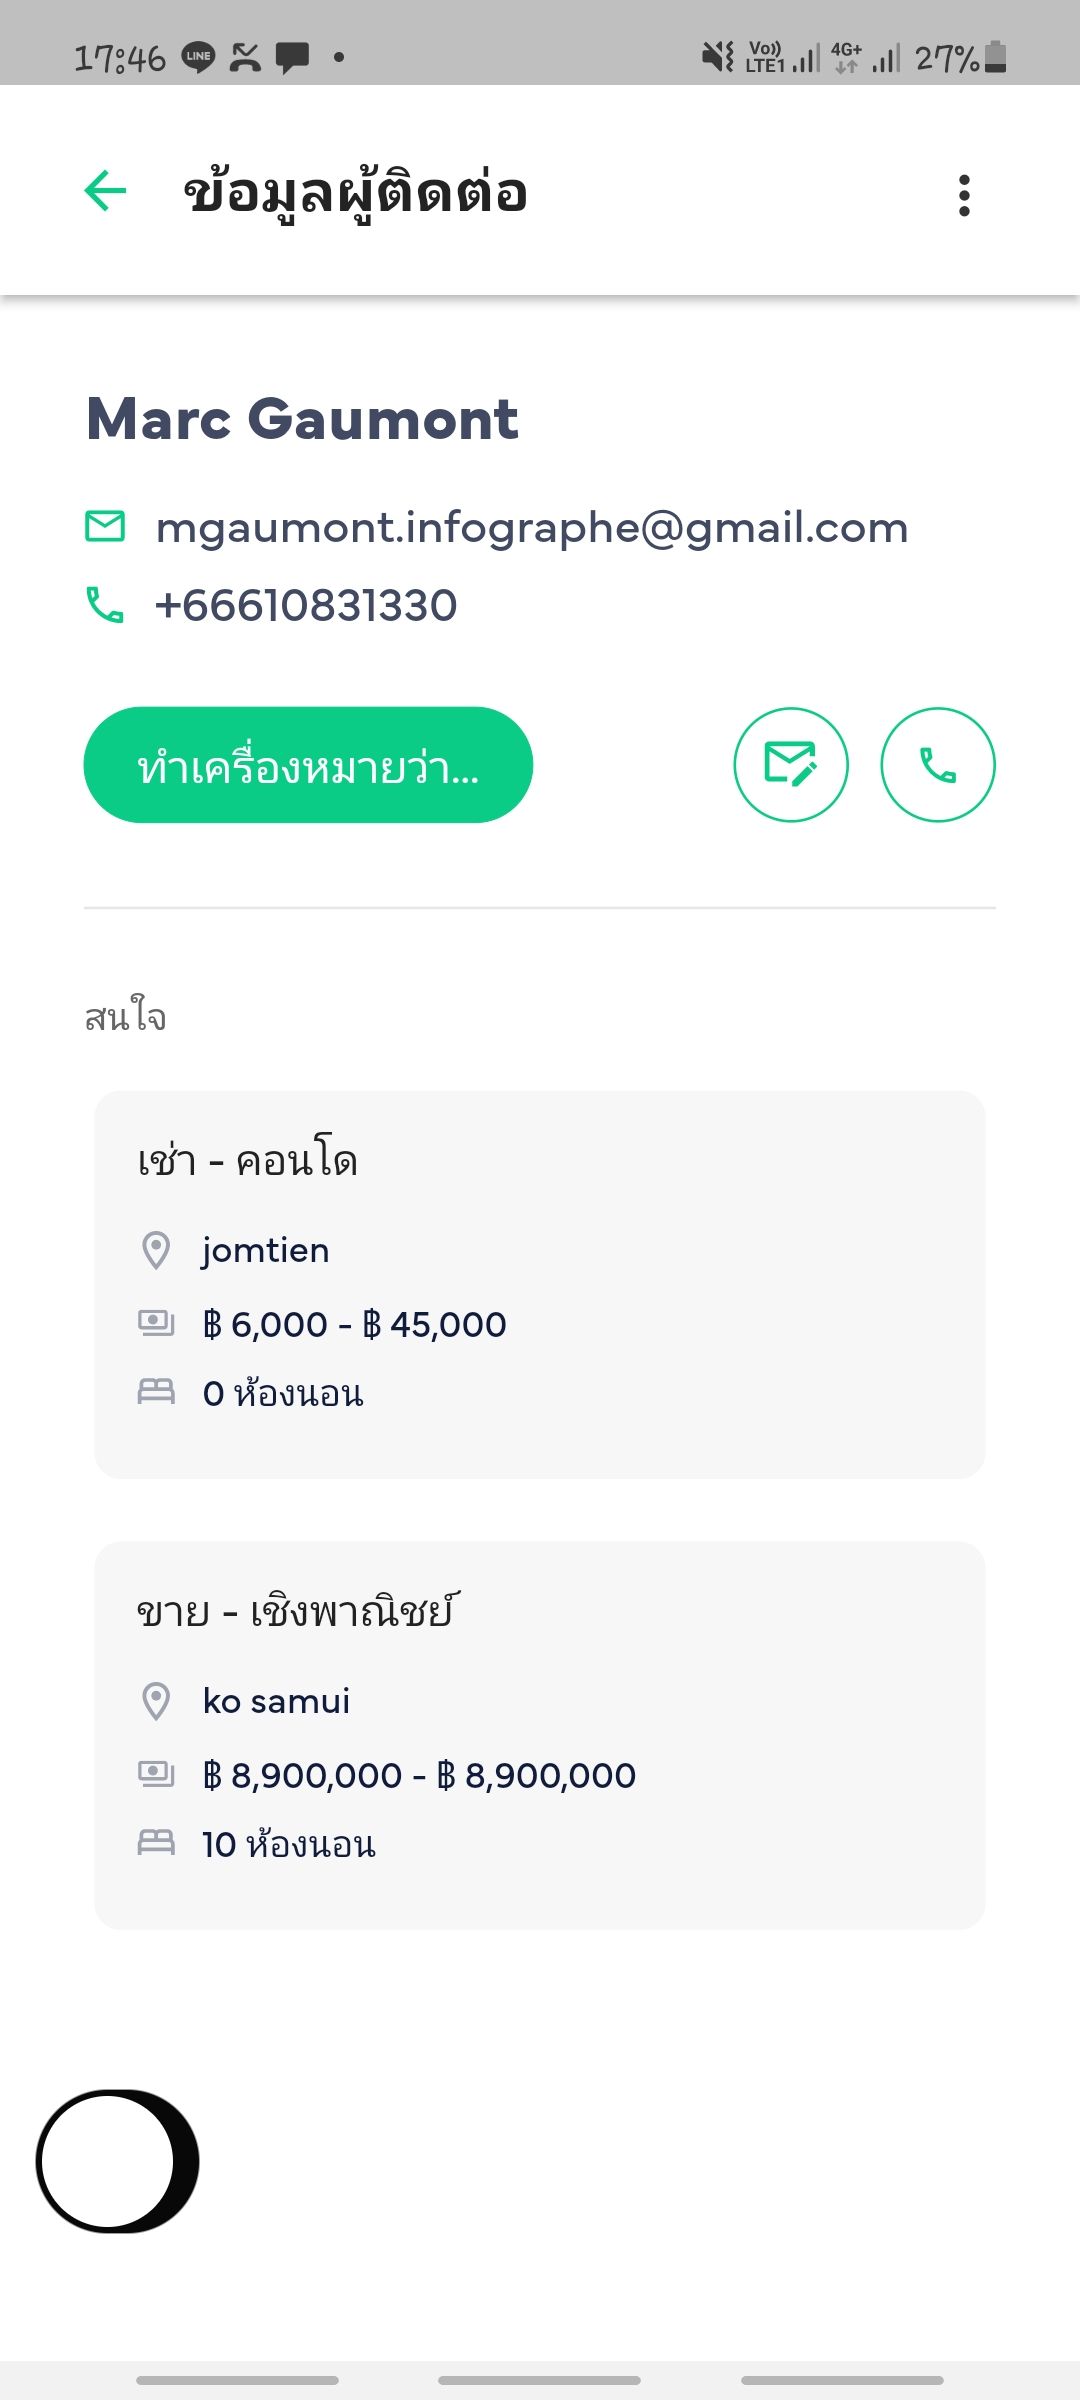 17:46 LINE Vo)) LTE1 4G+ 27%
ข้อมูลผู้ติดต่อ
Marc Gaumont
mgaumont.infographe@gmail.com
+66610831330
ทำเครื่องหมายว่า...
สนใจ
เช่า - คอนโด
jomtien
฿ 6,000 - ฿ 45,000
0 ห้องนอน
ขาย - เชิงพาณิชย์
ko samui
฿ 8,900,000 - ฿ 8,900,000
10 ห้องนอน